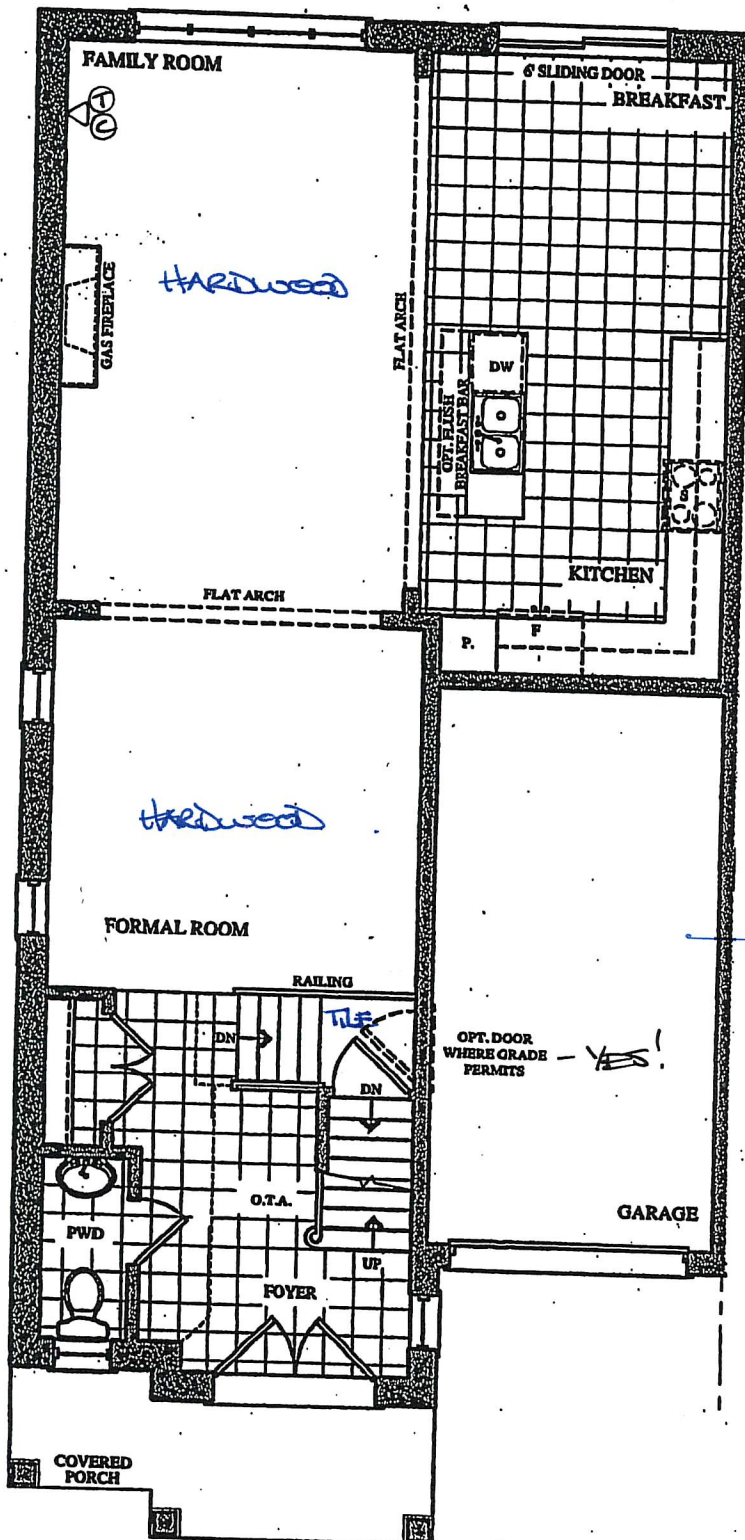 FAMILY ROOM
6' SLIDING DOOR
BREAKFAST
T
C
HARDWOOD
GAS FIREPLACE
FLAT ARCH
DW
OPT. FLUSH
BREAKFAST BAR
S
KITCHEN
FLAT ARCH
P.
F
HARDWOOD
FORMAL ROOM
RAILING
DN
TILE
OPT. DOOR
WHERE GRADE
PERMITS
- YES!
DN
O.T.A.
PWD
GARAGE
UP
FOYER
COVERED
PORCH